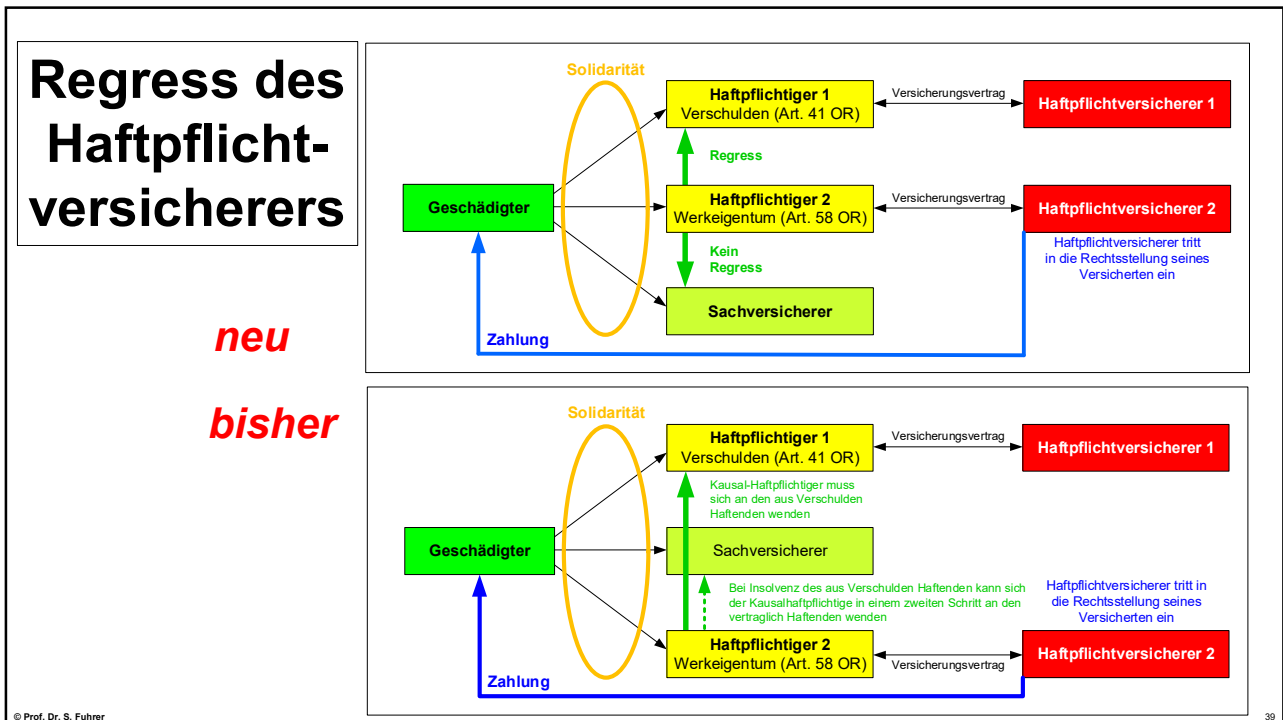 Regress des
Haftpflicht-
versicherers
neu
bisher
Solidarität
Haftpflichtiger 1
Verschulden (Art. 41 OR)
Versicherungsvertrag
Haftpflichtversicherer 1
Regress
Geschädigter
Haftpflichtiger 2
Werkeigentum (Art. 58 OR)
Versicherungsvertrag
Haftpflichtversicherer 2
Kein
Regress
Haftpflichtversicherer tritt
in die Rechtsstellung seines
Versicherten ein
Sachversicherer
Zahlung
Solidarität
Haftpflichtiger 1
Verschulden (Art. 41 OR)
Versicherungsvertrag
Haftpflichtversicherer 1
Kausal-Haftpflichtiger muss
sich an den aus Verschulden
Haftenden wenden
Geschädigter
Sachversicherer
Bei Insolvenz des aus Verschulden Haftenden kann sich
der Kausalhaftpflichtige in einem zweiten Schritt an den
vertraglich Haftenden wenden
Haftpflichtversicherer tritt in
die Rechtsstellung seines
Versicherten ein
Haftpflichtiger 2
Werkeigentum (Art. 58 OR)
Versicherungsvertrag
Haftpflichtversicherer 2
Zahlung
© Prof. Dr. S. Fuhrer
39